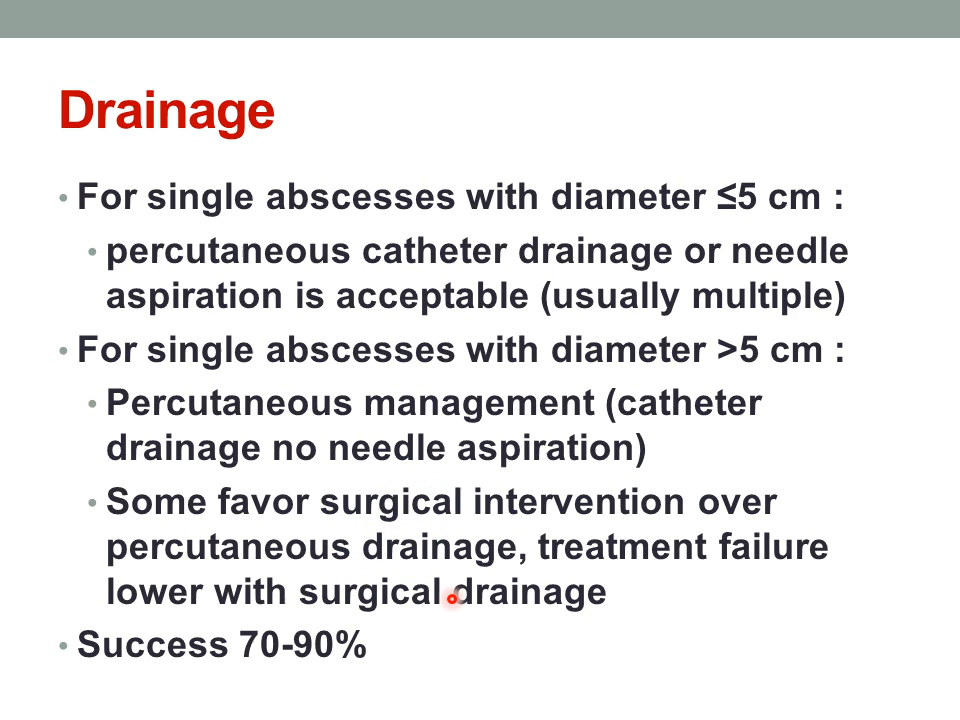 Drainage
• For single abscesses with diameter ≤5 cm :
• percutaneous catheter drainage or needle
aspiration is acceptable (usually multiple)
• For single abscesses with diameter >5 cm :
• Percutaneous management (catheter
drainage no needle aspiration)
• Some favor surgical intervention over
percutaneous drainage, treatment failure
lower with surgical drainage
• Success 70-90%